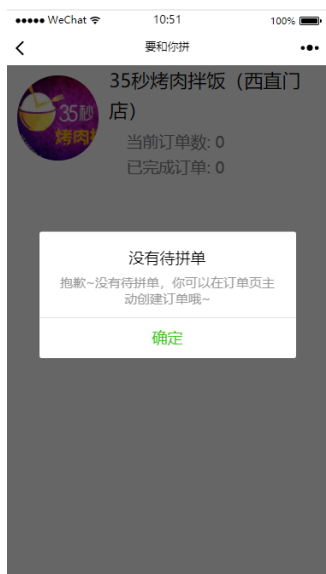 ●●●●● WeChat 10:51 100%
要和你拼
35秒烤肉拌饭（西直门
店）
35秒
烤肉
当前订单数: 0
已完成订单: 0
没有待拼单
抱歉~没有待拼单，你可以在订单页主
动创建订单哦~
确定